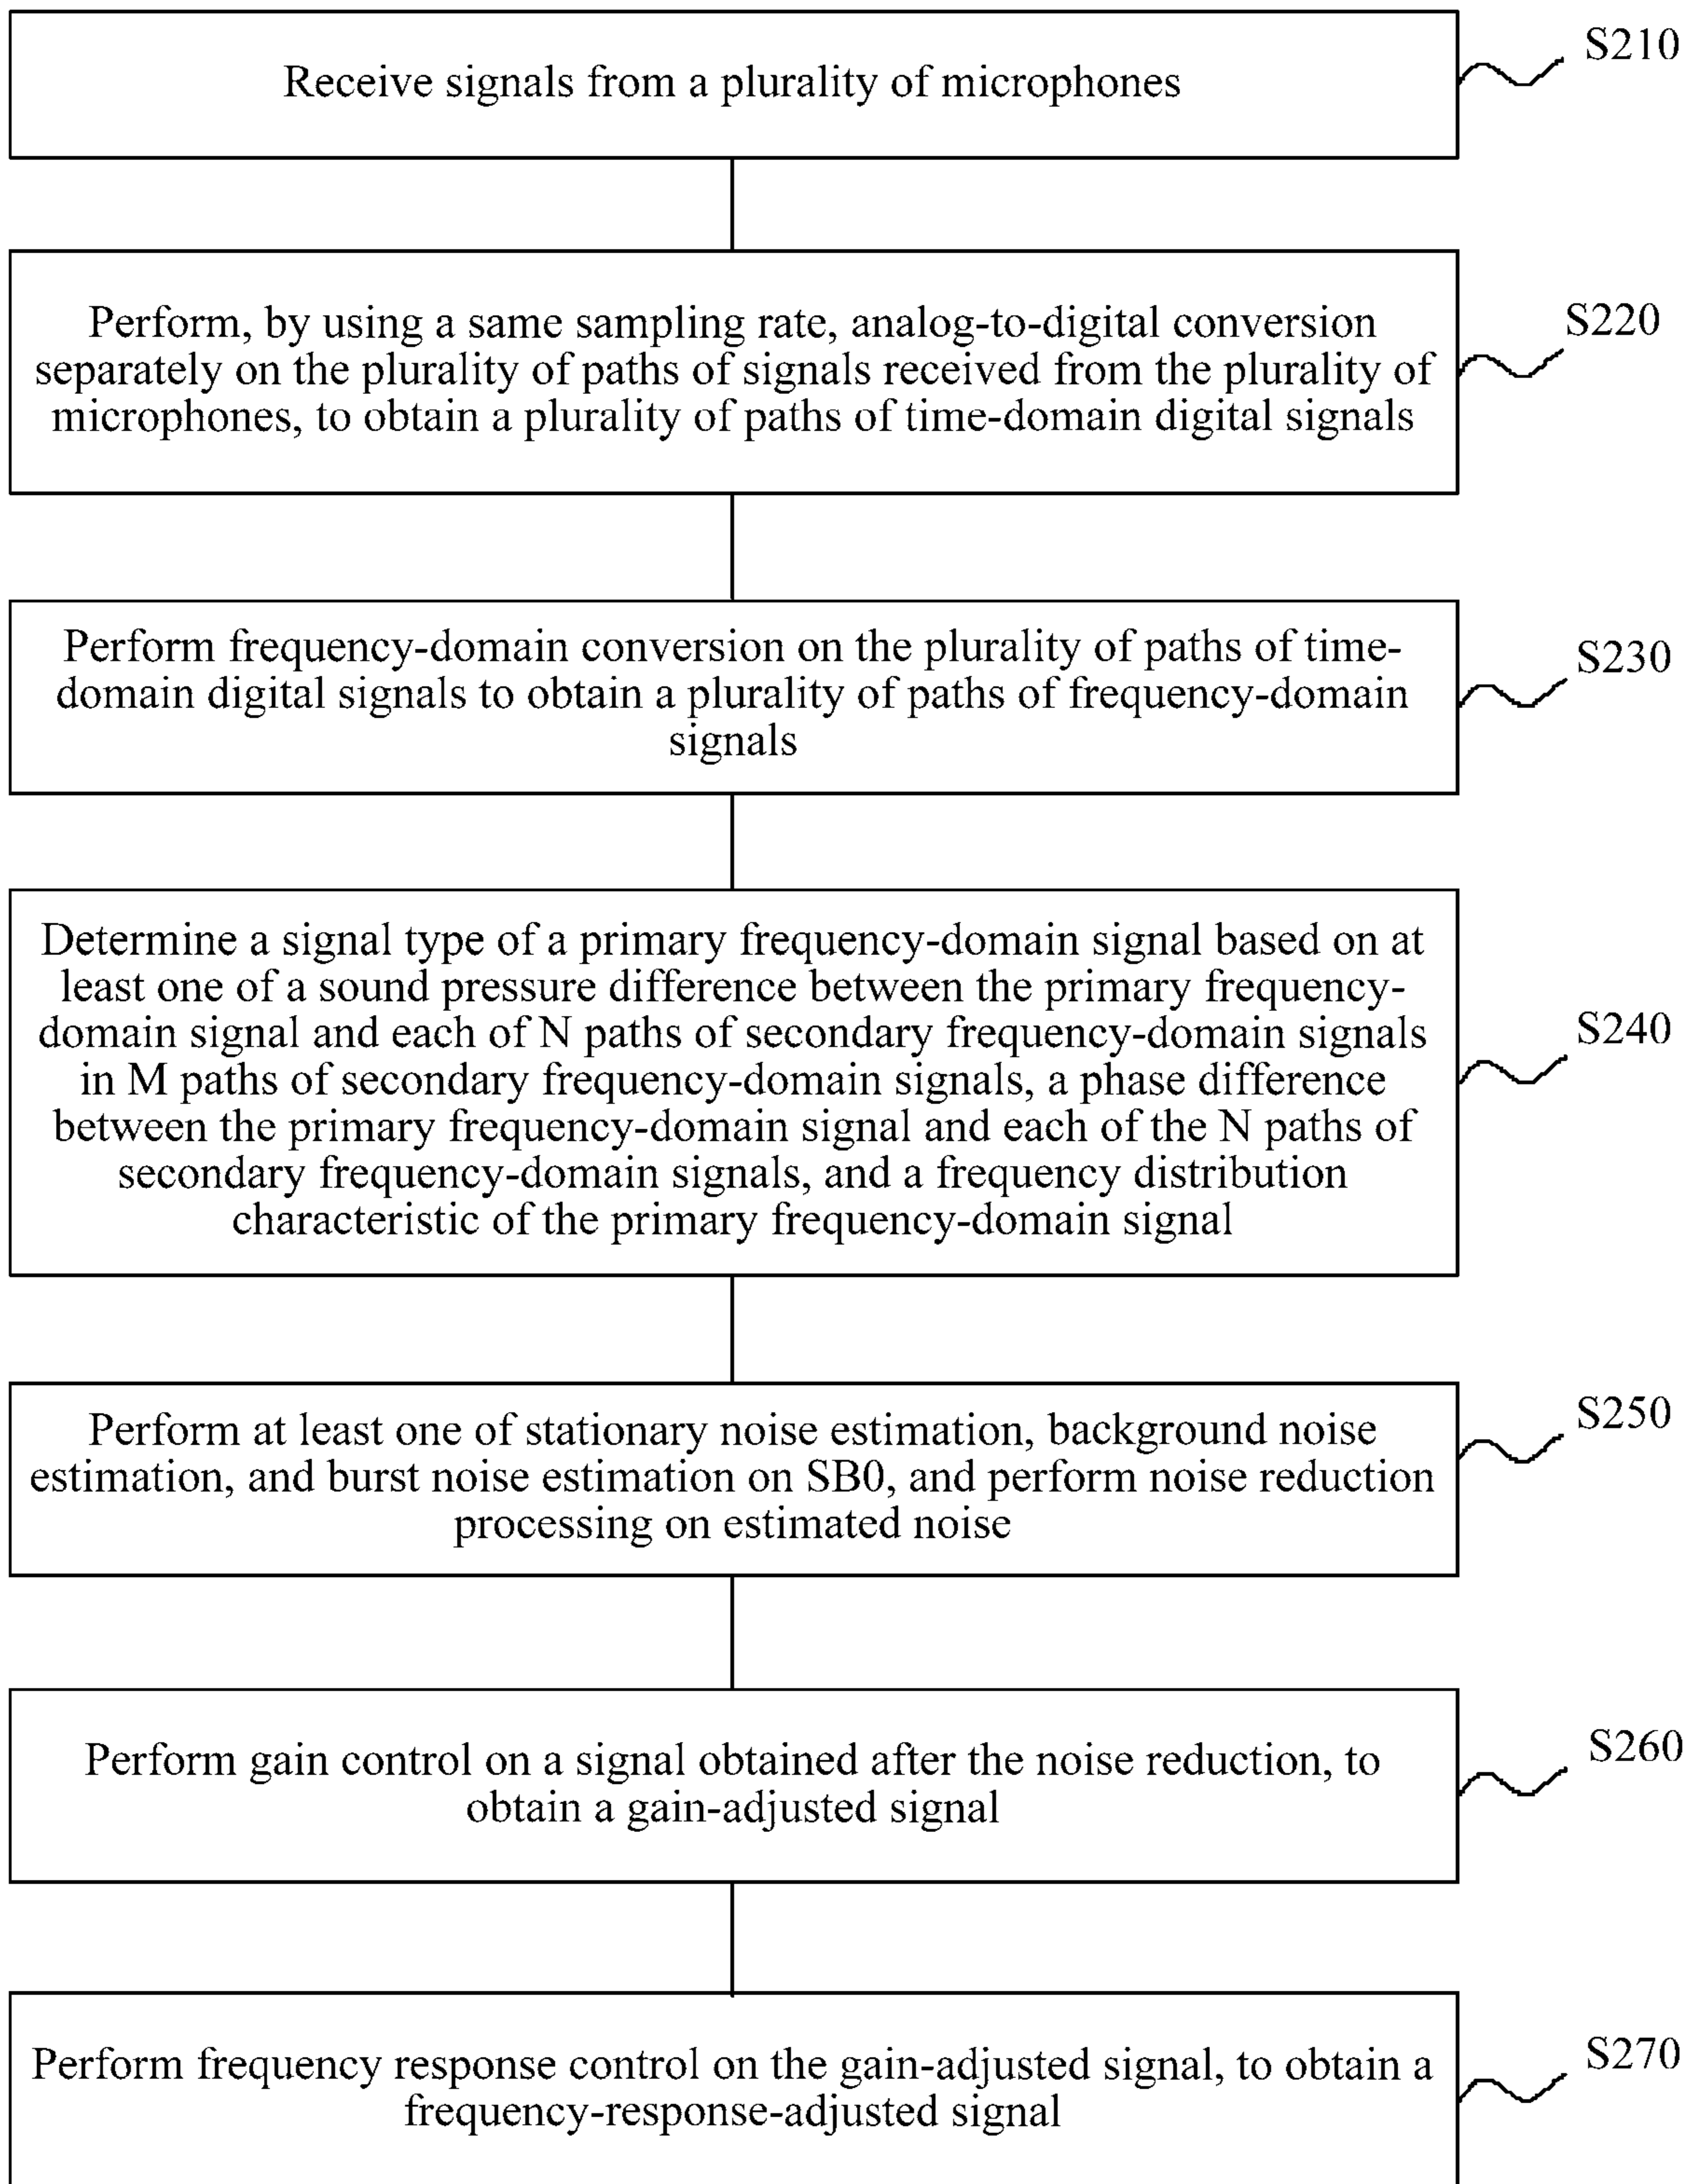 Receive signals from a plurality of microphones
S210
Perform, by using a same sampling rate, analog-to-digital conversion
separately on the plurality of paths of signals received from the plurality of
microphones, to obtain a plurality of paths of time-domain digital signals
S220
Perform frequency-domain conversion on the plurality of paths of time-
domain digital signals to obtain a plurality of paths of frequency-domain
signals
S230
Determine a signal type of a primary frequency-domain signal based on at
least one of a sound pressure difference between the primary frequency-
domain signal and each of N paths of secondary frequency-domain signals
in M paths of secondary frequency-domain signals, a phase difference
between the primary frequency-domain signal and each of the N paths of
secondary frequency-domain signals, and a frequency distribution
characteristic of the primary frequency-domain signal
S240
Perform at least one of stationary noise estimation, background noise
estimation, and burst noise estimation on SB0, and perform noise reduction
processing on estimated noise
S250
Perform gain control on a signal obtained after the noise reduction, to
obtain a gain-adjusted signal
S260
Perform frequency response control on the gain-adjusted signal, to obtain a
frequency-response-adjusted signal
S270